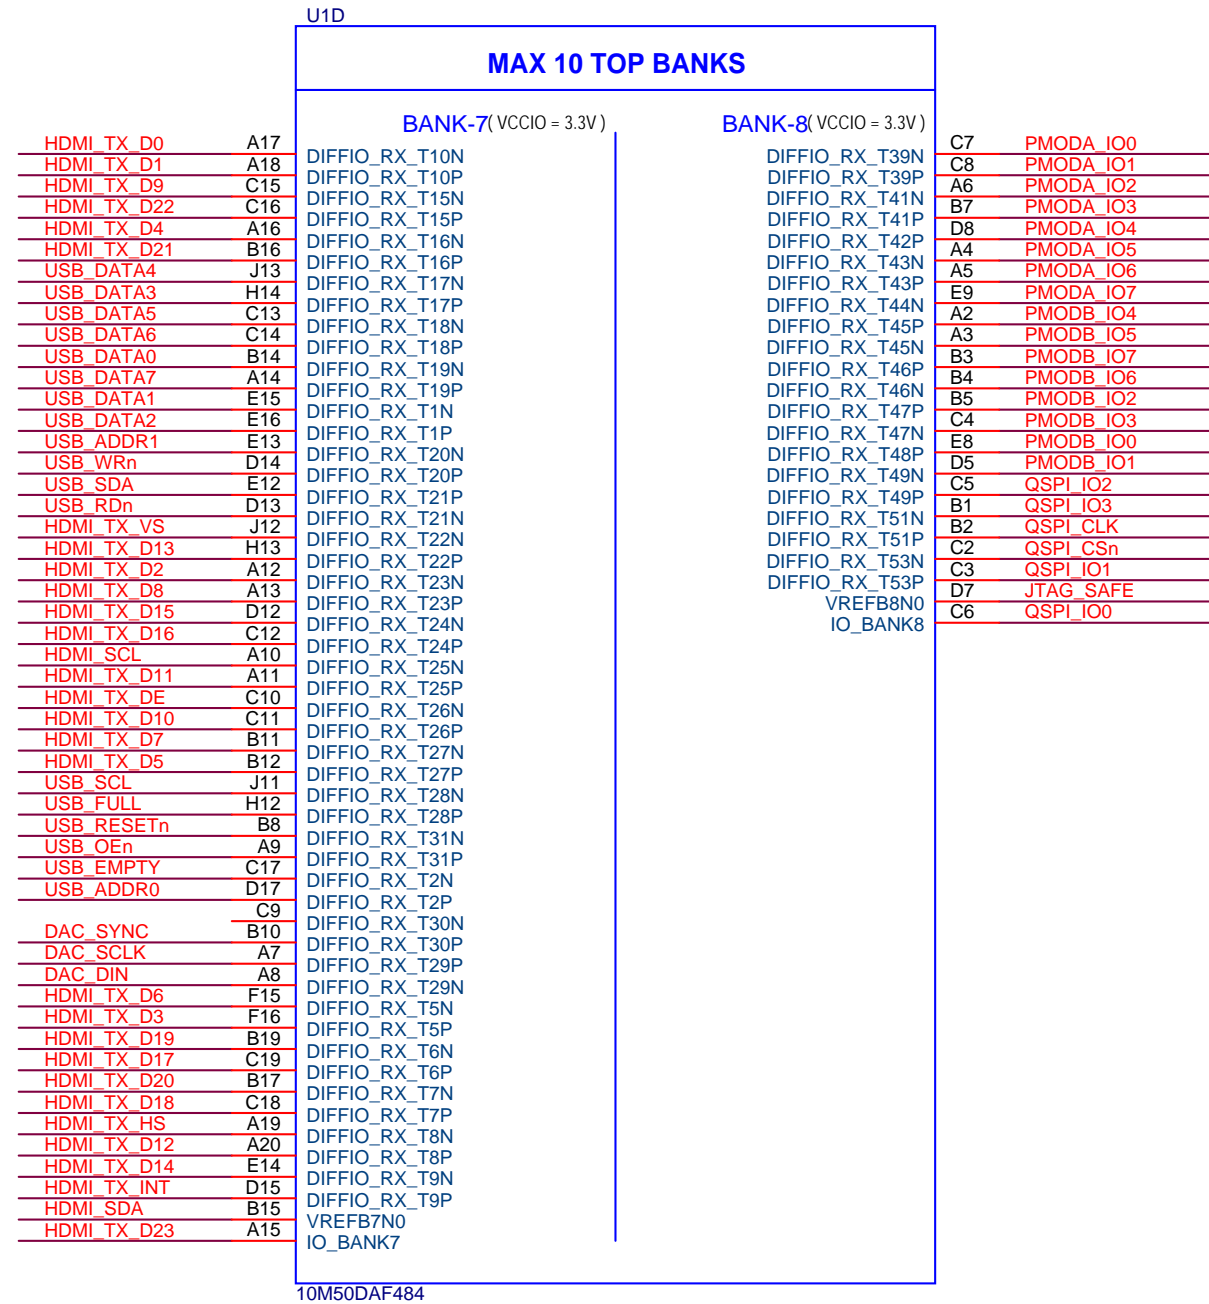 U1D
MAX 10 TOP BANKS
BANK-7( VCCIO = 3.3V ) BANK-8( VCCIO = 3.3V )
HDMI_TX_D0 A17 DIFFIO_RX_T10N DIFFIO_RX_T39N C7 PMODA_IO0
HDMI_TX_D1 A18 DIFFIO_RX_T10P DIFFIO_RX_T39P C8 PMODA_IO1
HDMI_TX_D9 C15 DIFFIO_RX_T15N DIFFIO_RX_T41N A6 PMODA_IO2
HDMI_TX_D22 C16 DIFFIO_RX_T15P DIFFIO_RX_T41P B7 PMODA_IO3
HDMI_TX_D4 A16 DIFFIO_RX_T16N DIFFIO_RX_T42P D8 PMODA_IO4
HDMI_TX_D21 B16 DIFFIO_RX_T16P DIFFIO_RX_T43N A4 PMODA_IO5
USB_DATA4 J13 DIFFIO_RX_T17N DIFFIO_RX_T43P A5 PMODA_IO6
USB_DATA3 H14 DIFFIO_RX_T17P DIFFIO_RX_T44N E9 PMODA_IO7
USB_DATA5 C13 DIFFIO_RX_T18N DIFFIO_RX_T45P A2 PMODB_IO4
USB_DATA6 C14 DIFFIO_RX_T18P DIFFIO_RX_T45N A3 PMODB_IO5
USB_DATA0 B14 DIFFIO_RX_T19N DIFFIO_RX_T46P B3 PMODB_IO7
USB_DATA7 A14 DIFFIO_RX_T19P DIFFIO_RX_T46N B4 PMODB_IO6
USB_DATA1 E15 DIFFIO_RX_T1N DIFFIO_RX_T47P B5 PMODB_IO2
USB_DATA2 E16 DIFFIO_RX_T1P DIFFIO_RX_T47N C4 PMODB_IO3
USB_ADDR1 E13 DIFFIO_RX_T20N DIFFIO_RX_T48P E8 PMODB_IO0
USB_WRn D14 DIFFIO_RX_T20P DIFFIO_RX_T49N D5 PMODB_IO1
USB_SDA E12 DIFFIO_RX_T21P DIFFIO_RX_T49P C5 QSPI_IO2
USB_RDn D13 DIFFIO_RX_T21N DIFFIO_RX_T51N B1 QSPI_IO3
HDMI_TX_VS J12 DIFFIO_RX_T22N DIFFIO_RX_T51P B2 QSPI_CLK
HDMI_TX_D13 H13 DIFFIO_RX_T22P DIFFIO_RX_T53N C2 QSPI_CSn
HDMI_TX_D2 A12 DIFFIO_RX_T23N DIFFIO_RX_T53P C3 QSPI_IO1
HDMI_TX_D8 A13 DIFFIO_RX_T23P VREFB8N0 D7 JTAG_SAFE
HDMI_TX_D15 D12 DIFFIO_RX_T24N IO_BANK8 C6 QSPI_IO0
HDMI_TX_D16 C12 DIFFIO_RX_T24P
HDMI_SCL A10 DIFFIO_RX_T25N
HDMI_TX_D11 A11 DIFFIO_RX_T25P
HDMI_TX_DE C10 DIFFIO_RX_T26N
HDMI_TX_D10 C11 DIFFIO_RX_T26P
HDMI_TX_D7 B11 DIFFIO_RX_T27N
HDMI_TX_D5 B12 DIFFIO_RX_T27P
USB_SCL J11 DIFFIO_RX_T28N
USB_FULL H12 DIFFIO_RX_T28P
USB_RESETn B8 DIFFIO_RX_T31N
USB_OEn A9 DIFFIO_RX_T31P
USB_EMPTY C17 DIFFIO_RX_T2N
USB_ADDR0 D17 DIFFIO_RX_T2P
C9 DIFFIO_RX_T30N
DAC_SYNC B10 DIFFIO_RX_T30P
DAC_SCLK A7 DIFFIO_RX_T29P
DAC_DIN A8 DIFFIO_RX_T29N
HDMI_TX_D6 F15 DIFFIO_RX_T5N
HDMI_TX_D3 F16 DIFFIO_RX_T5P
HDMI_TX_D19 B19 DIFFIO_RX_T6N
HDMI_TX_D17 C19 DIFFIO_RX_T6P
HDMI_TX_D20 B17 DIFFIO_RX_T7N
HDMI_TX_D18 C18 DIFFIO_RX_T7P
HDMI_TX_HS A19 DIFFIO_RX_T8N
HDMI_TX_D12 A20 DIFFIO_RX_T8P
HDMI_TX_D14 E14 DIFFIO_RX_T9N
HDMI_TX_INT D15 DIFFIO_RX_T9P
HDMI_SDA B15 VREFB7N0
HDMI_TX_D23 A15 IO_BANK7
10M50DAF484